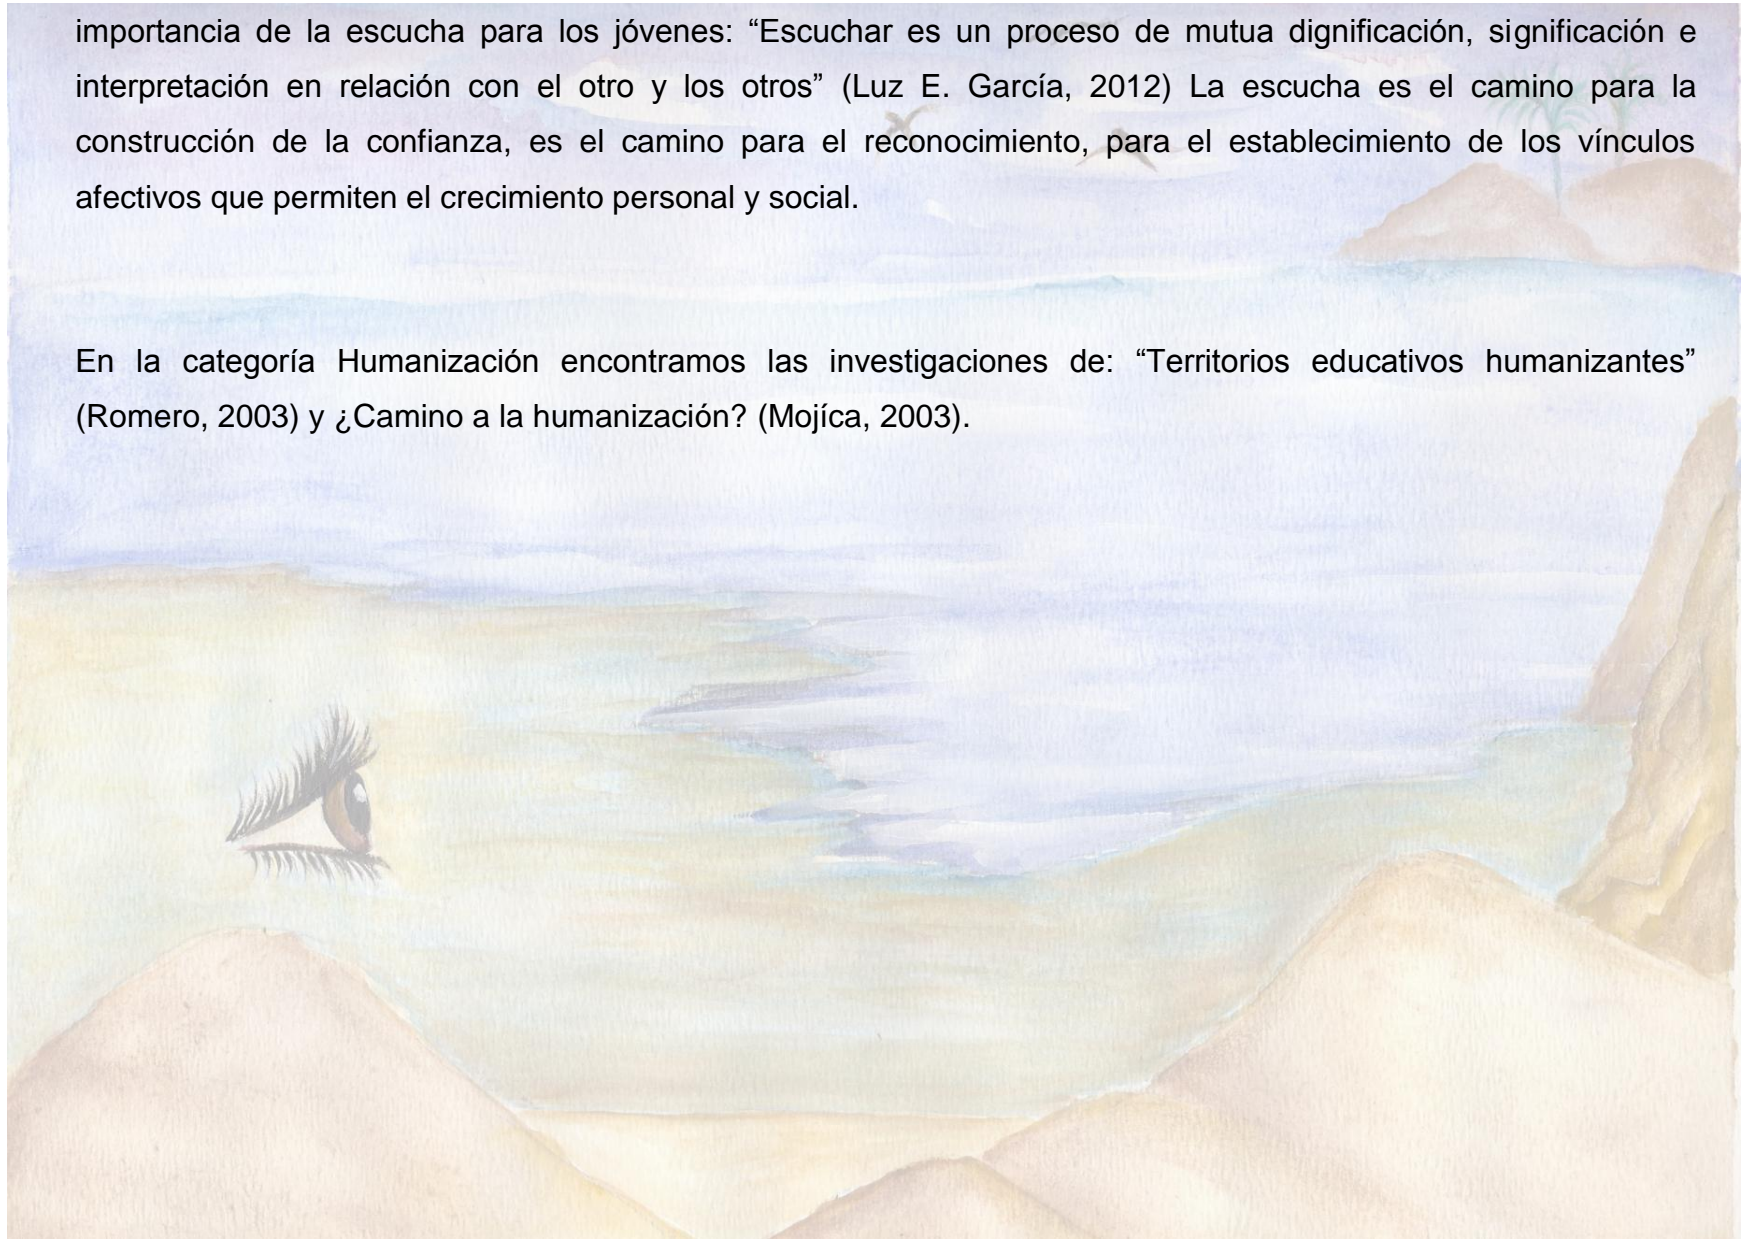 importancia de la escucha para los jóvenes: “Escuchar es un proceso de mutua dignificación, significación e
interpretación en relación con el otro y los otros” (Luz E. García, 2012) La escucha es el camino para la
construcción de la confianza, es el camino para el reconocimiento, para el establecimiento de los vínculos
afectivos que permiten el crecimiento personal y social.
En la categoría Humanización encontramos las investigaciones de: “Territorios educativos humanizantes”
(Romero, 2003) y ¿Camino a la humanización? (Mojíca, 2003).